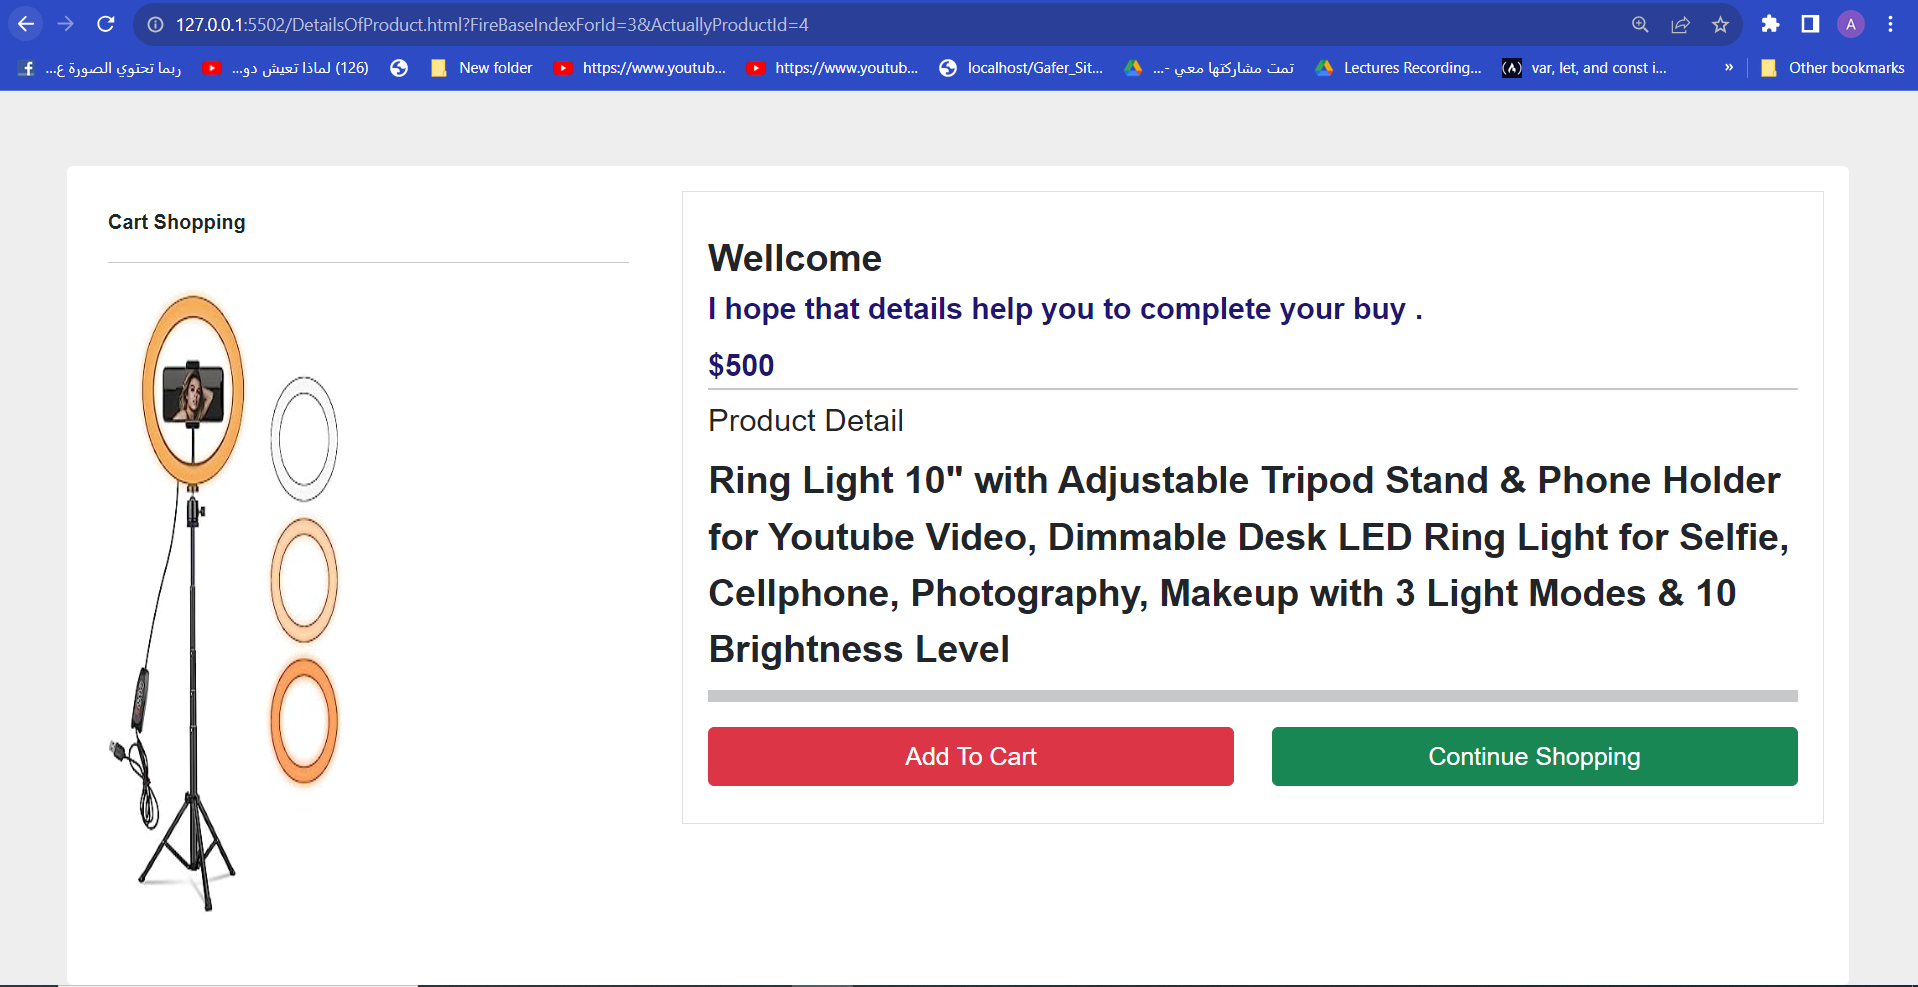 127.0.0.1:5502/DetailsOfProduct.html?FireBaseIndexForId=3&ActuallyProductId=4
A
ربما تحتوي الصورة ع...
(126) لماذا تعيش دو...
New folder
https://www.youtub...
https://www.youtub...
localhost/Gafer_Sit...
تمت مشاركتها معي -...
Lectures Recording...
var, let, and const i...
»
Other bookmarks
Cart Shopping
Wellcome
I hope that details help you to complete your buy .
$500
Product Detail
Ring Light 10" with Adjustable Tripod Stand & Phone Holder
for Youtube Video, Dimmable Desk LED Ring Light for Selfie,
Cellphone, Photography, Makeup with 3 Light Modes & 10
Brightness Level
Add To Cart
Continue Shopping